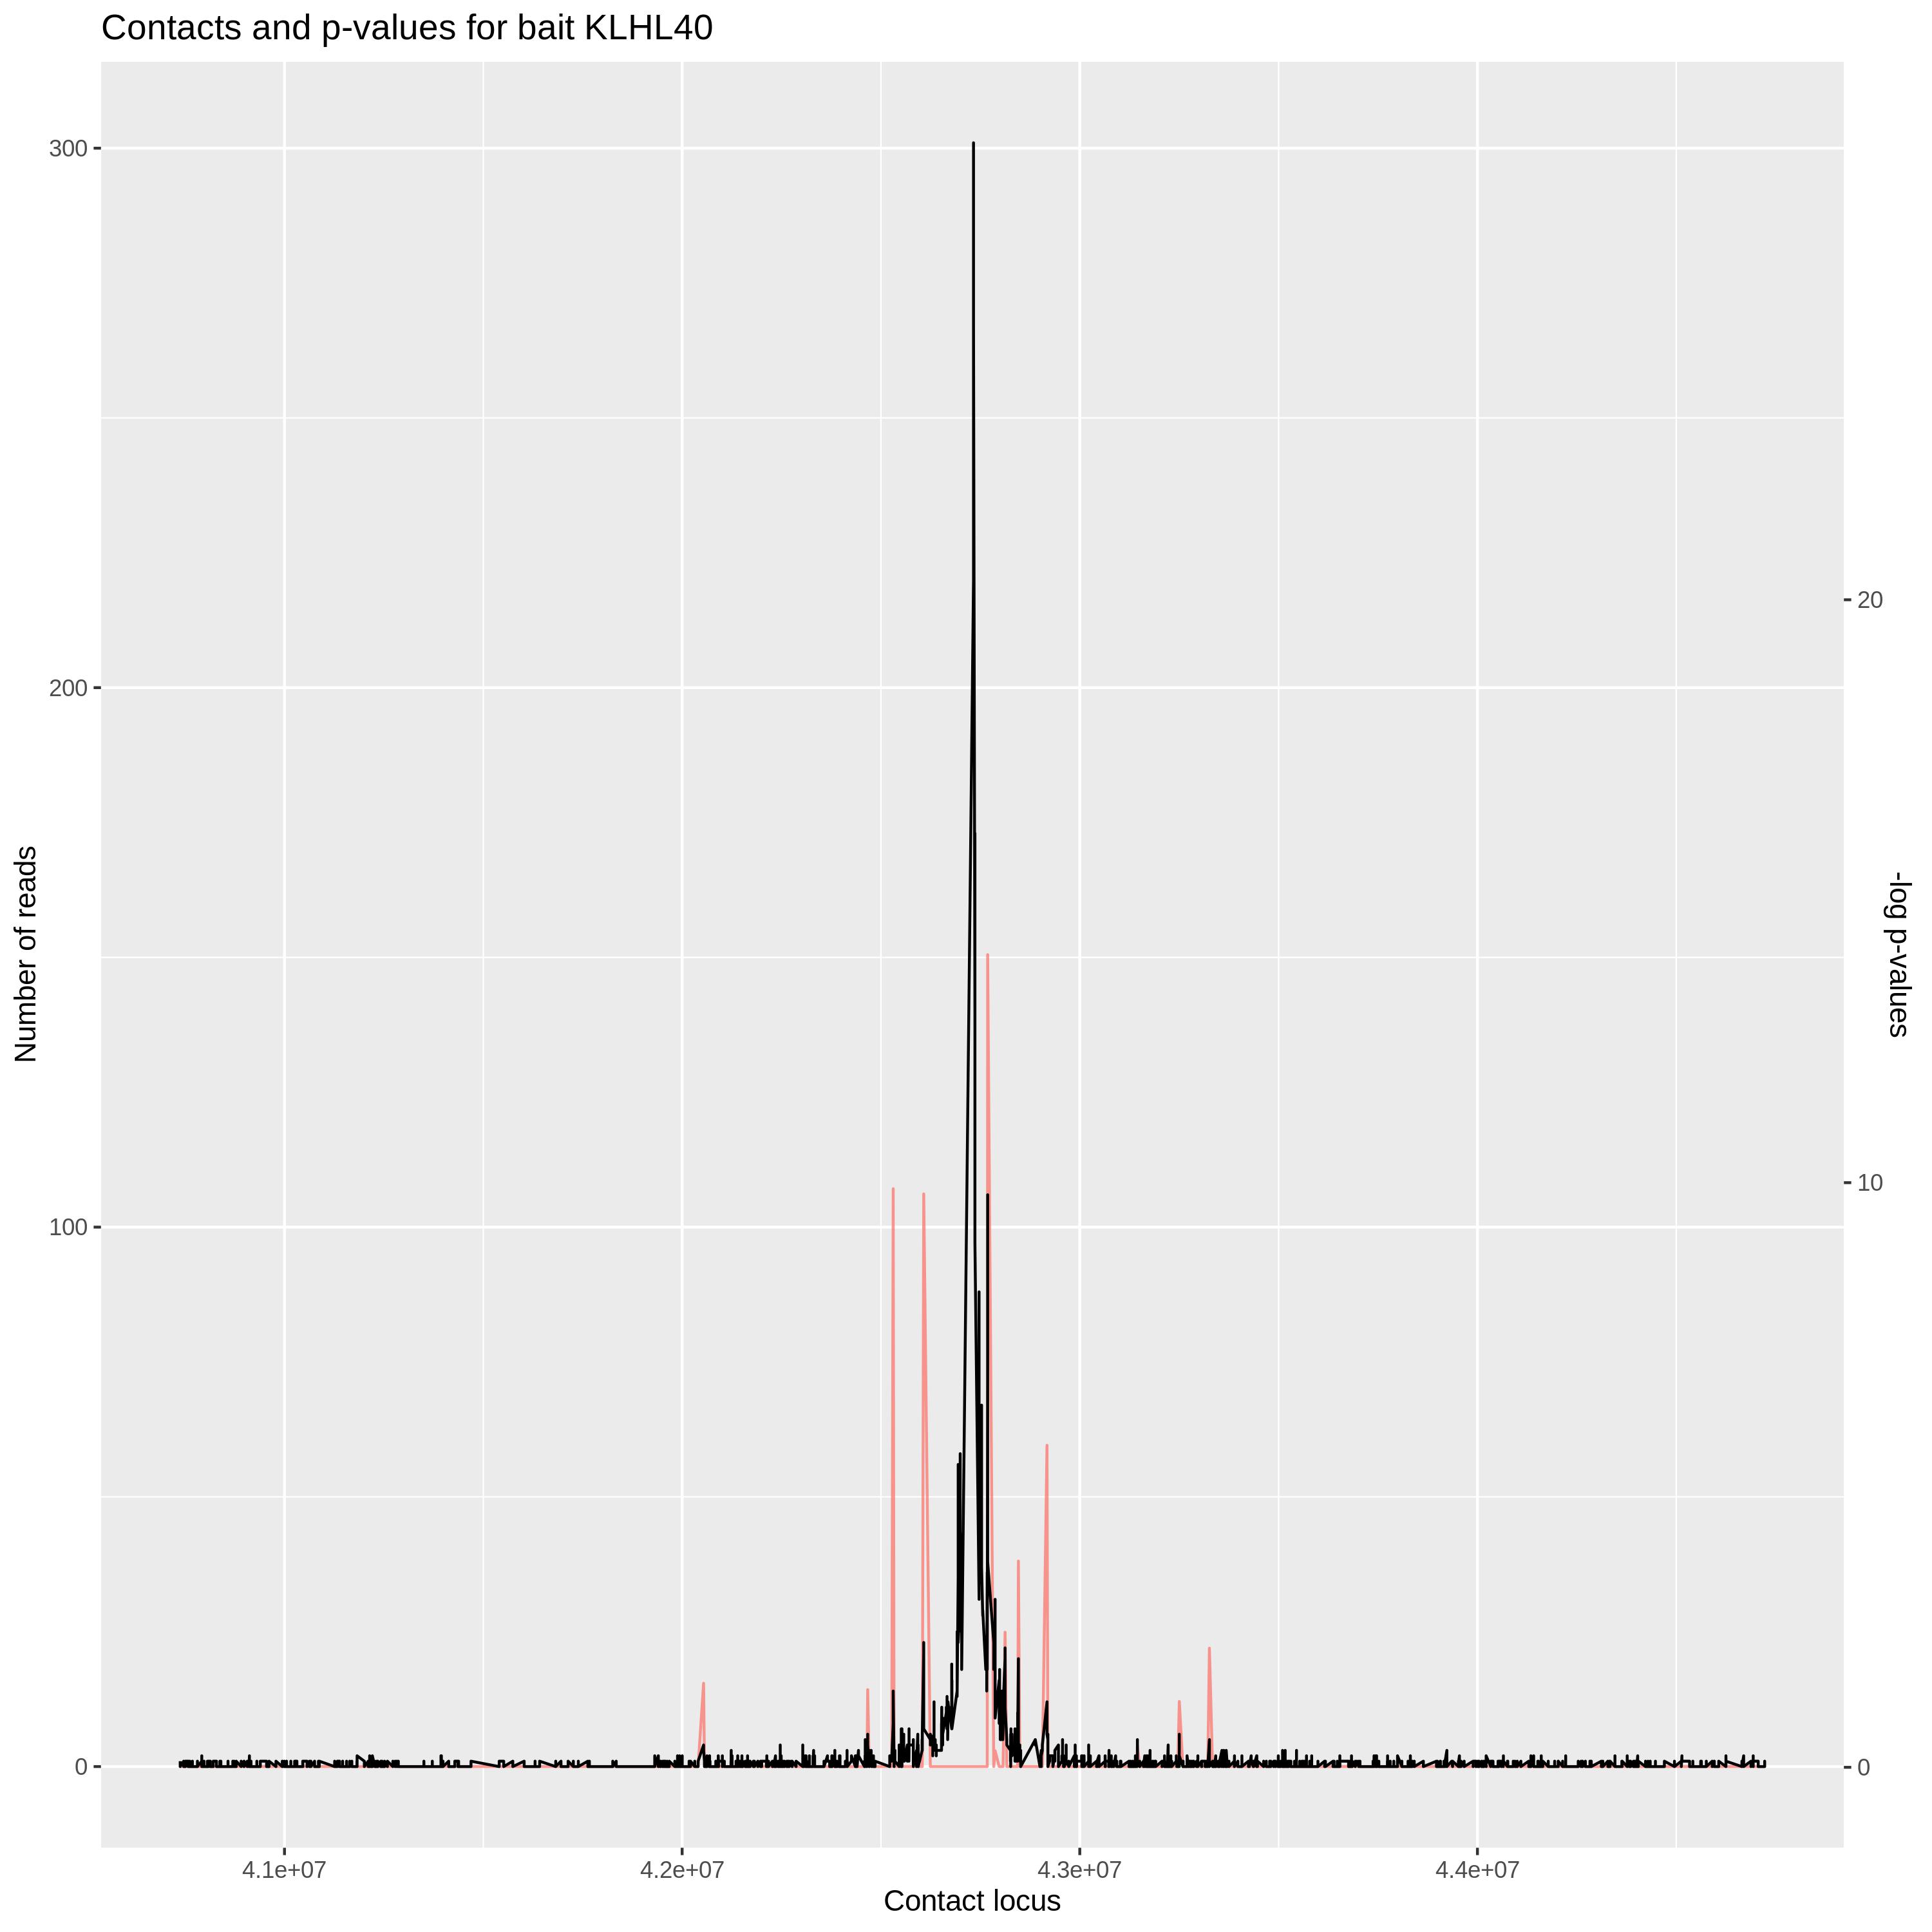 Contacts and p-values for bait KLHL40
300
200
100
0
Number of reads
20
10
0
-log p-values
4.1e+07
4.2e+07
4.3e+07
4.4e+07
Contact locus